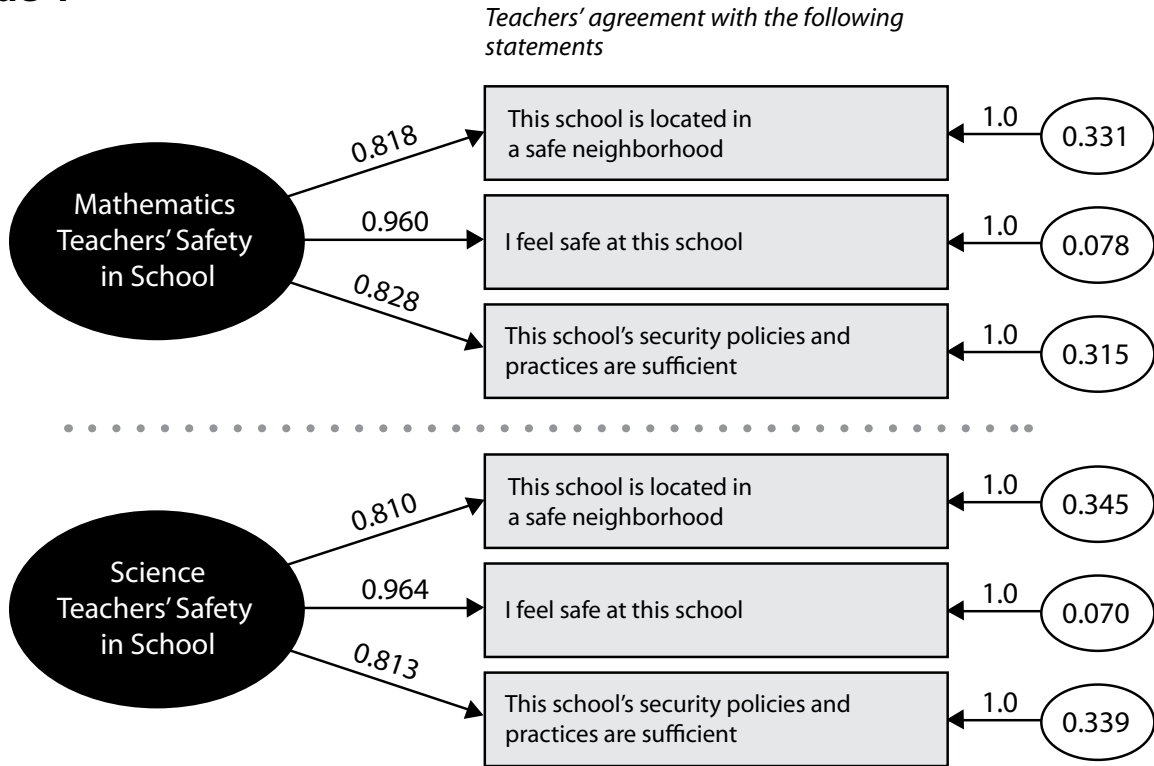 Teachers’ agreement with the following
statements
Mathematics
Teachers’ Safety
in School
0.818
0.960
0.828
This school is located in
a safe neighborhood
I feel safe at this school
This school’s security policies and
practices are sufficient
1.0
0.331
1.0
0.078
1.0
0.315
Science
Teachers’ Safety
in School
0.810
0.964
0.813
This school is located in
a safe neighborhood
I feel safe at this school
This school’s security policies and
practices are sufficient
1.0
0.345
1.0
0.070
1.0
0.339